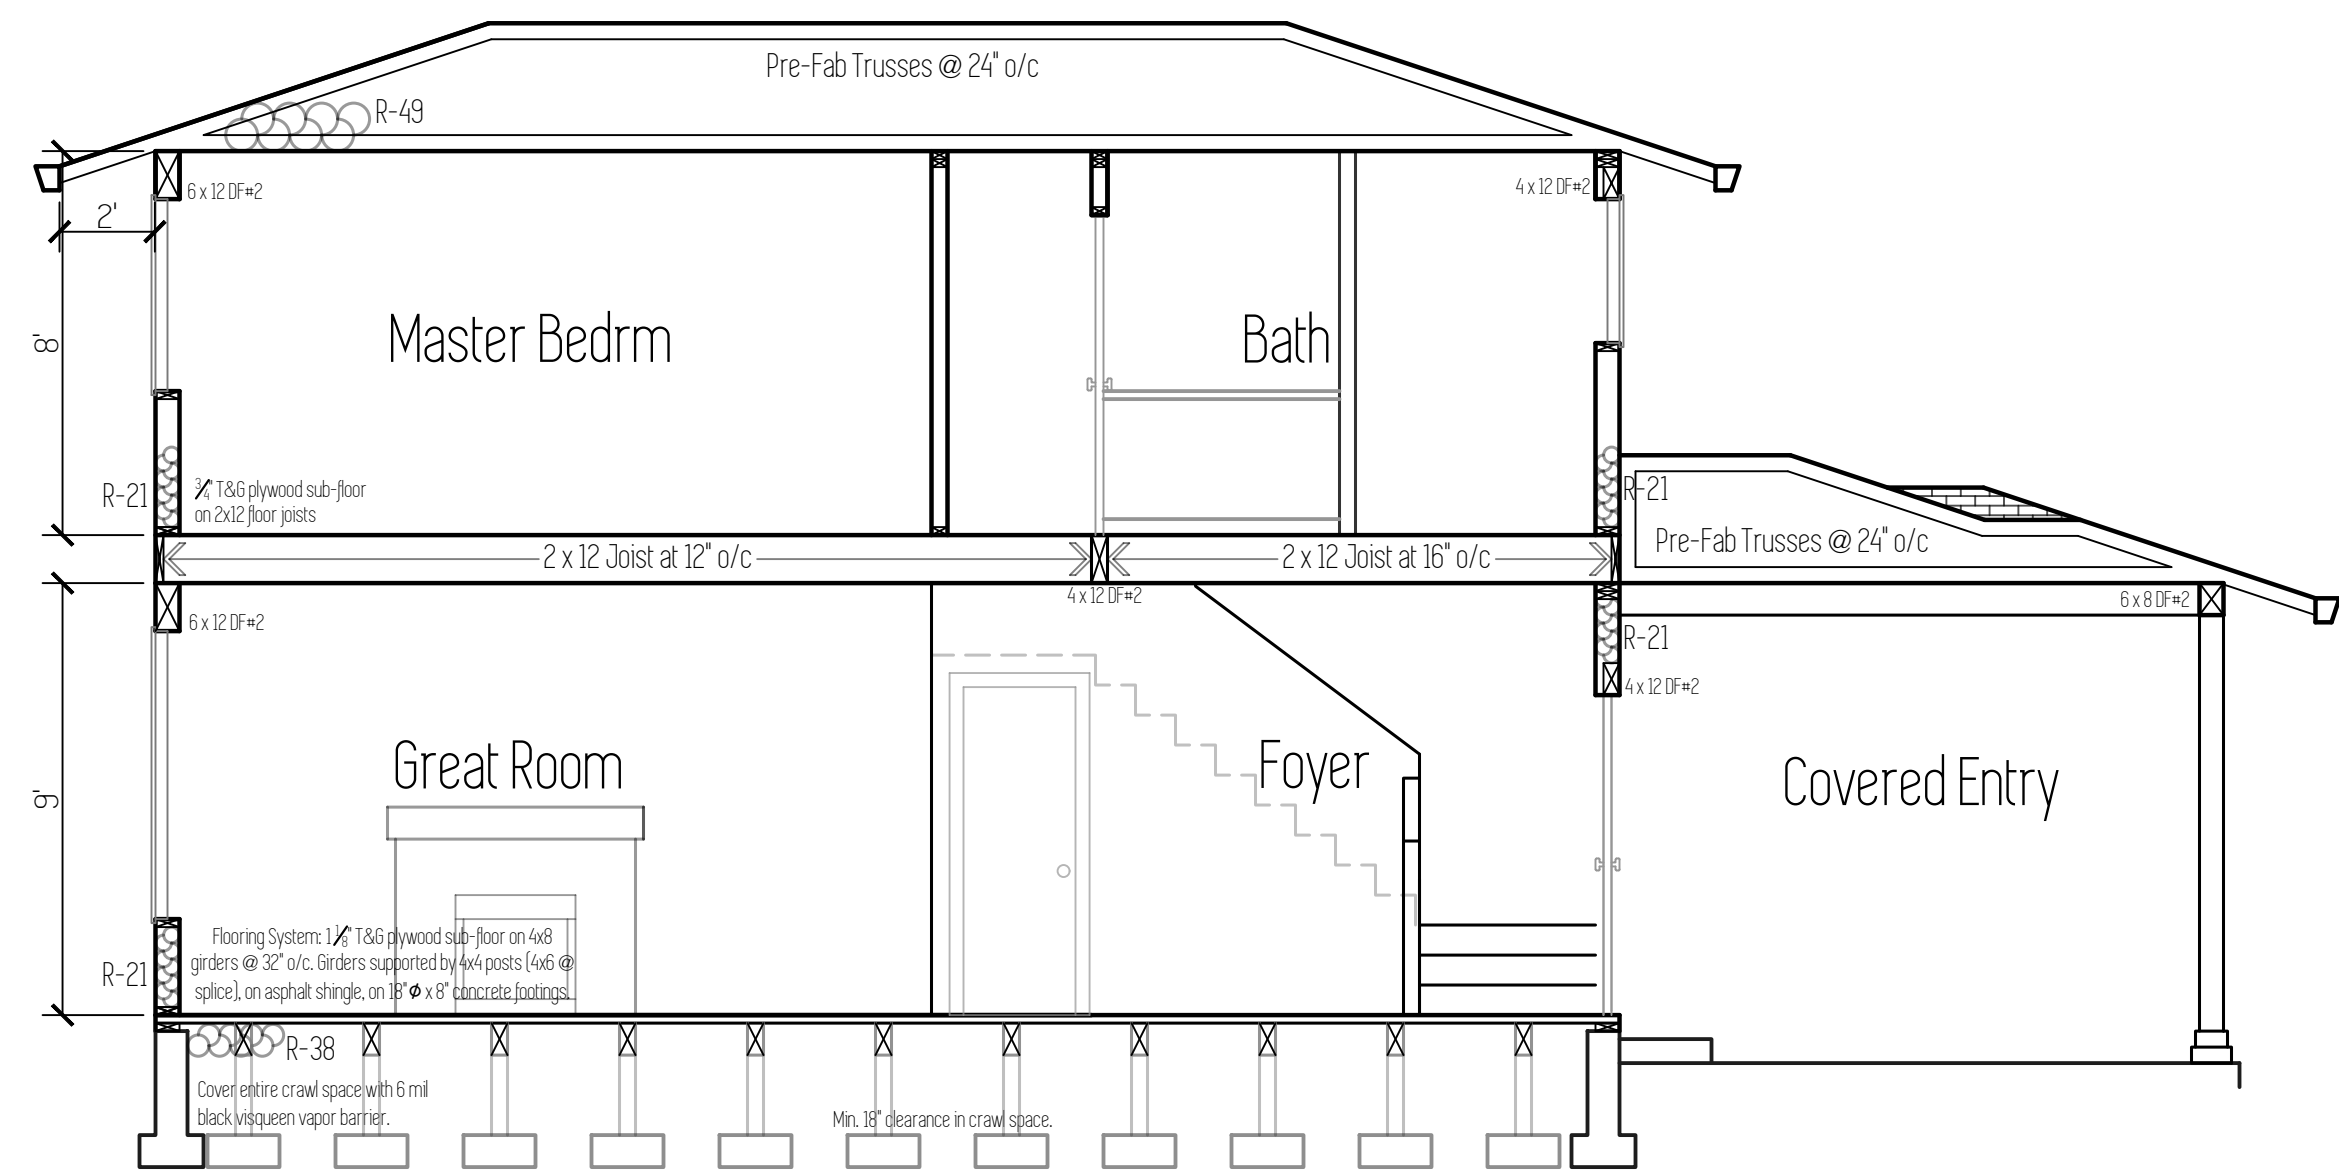 Pre-Fab Trusses @ 24" o/c
R-49
6 x 12 DF#2
4 x 12 DF#2
2'
8'
Master Bedrm
Bath
R-21
3/4" T&G plywood sub-floor
on 2x12 floor joists
R-21
Pre-Fab Trusses @ 24" o/c
2 x 12 Joist at 12" o/c
2 x 12 Joist at 16" o/c
4 x 12 DF#2
6 x 8 DF#2
6 x 12 DF#2
R-21
4 x 12 DF#2
9'
Great Room
Foyer
Covered Entry
R-21
Flooring System: 1 1/8" T&G plywood sub-floor on 4x8
girders @ 32" o/c. Girders supported by 4x4 posts (4x6 @
splice), on asphalt shingle, on 18"Ø x 8" concrete footings.
R-38
Cover entire crawl space with 6 mil
black visqueen vapor barrier.
Min. 18" clearance in crawl space.